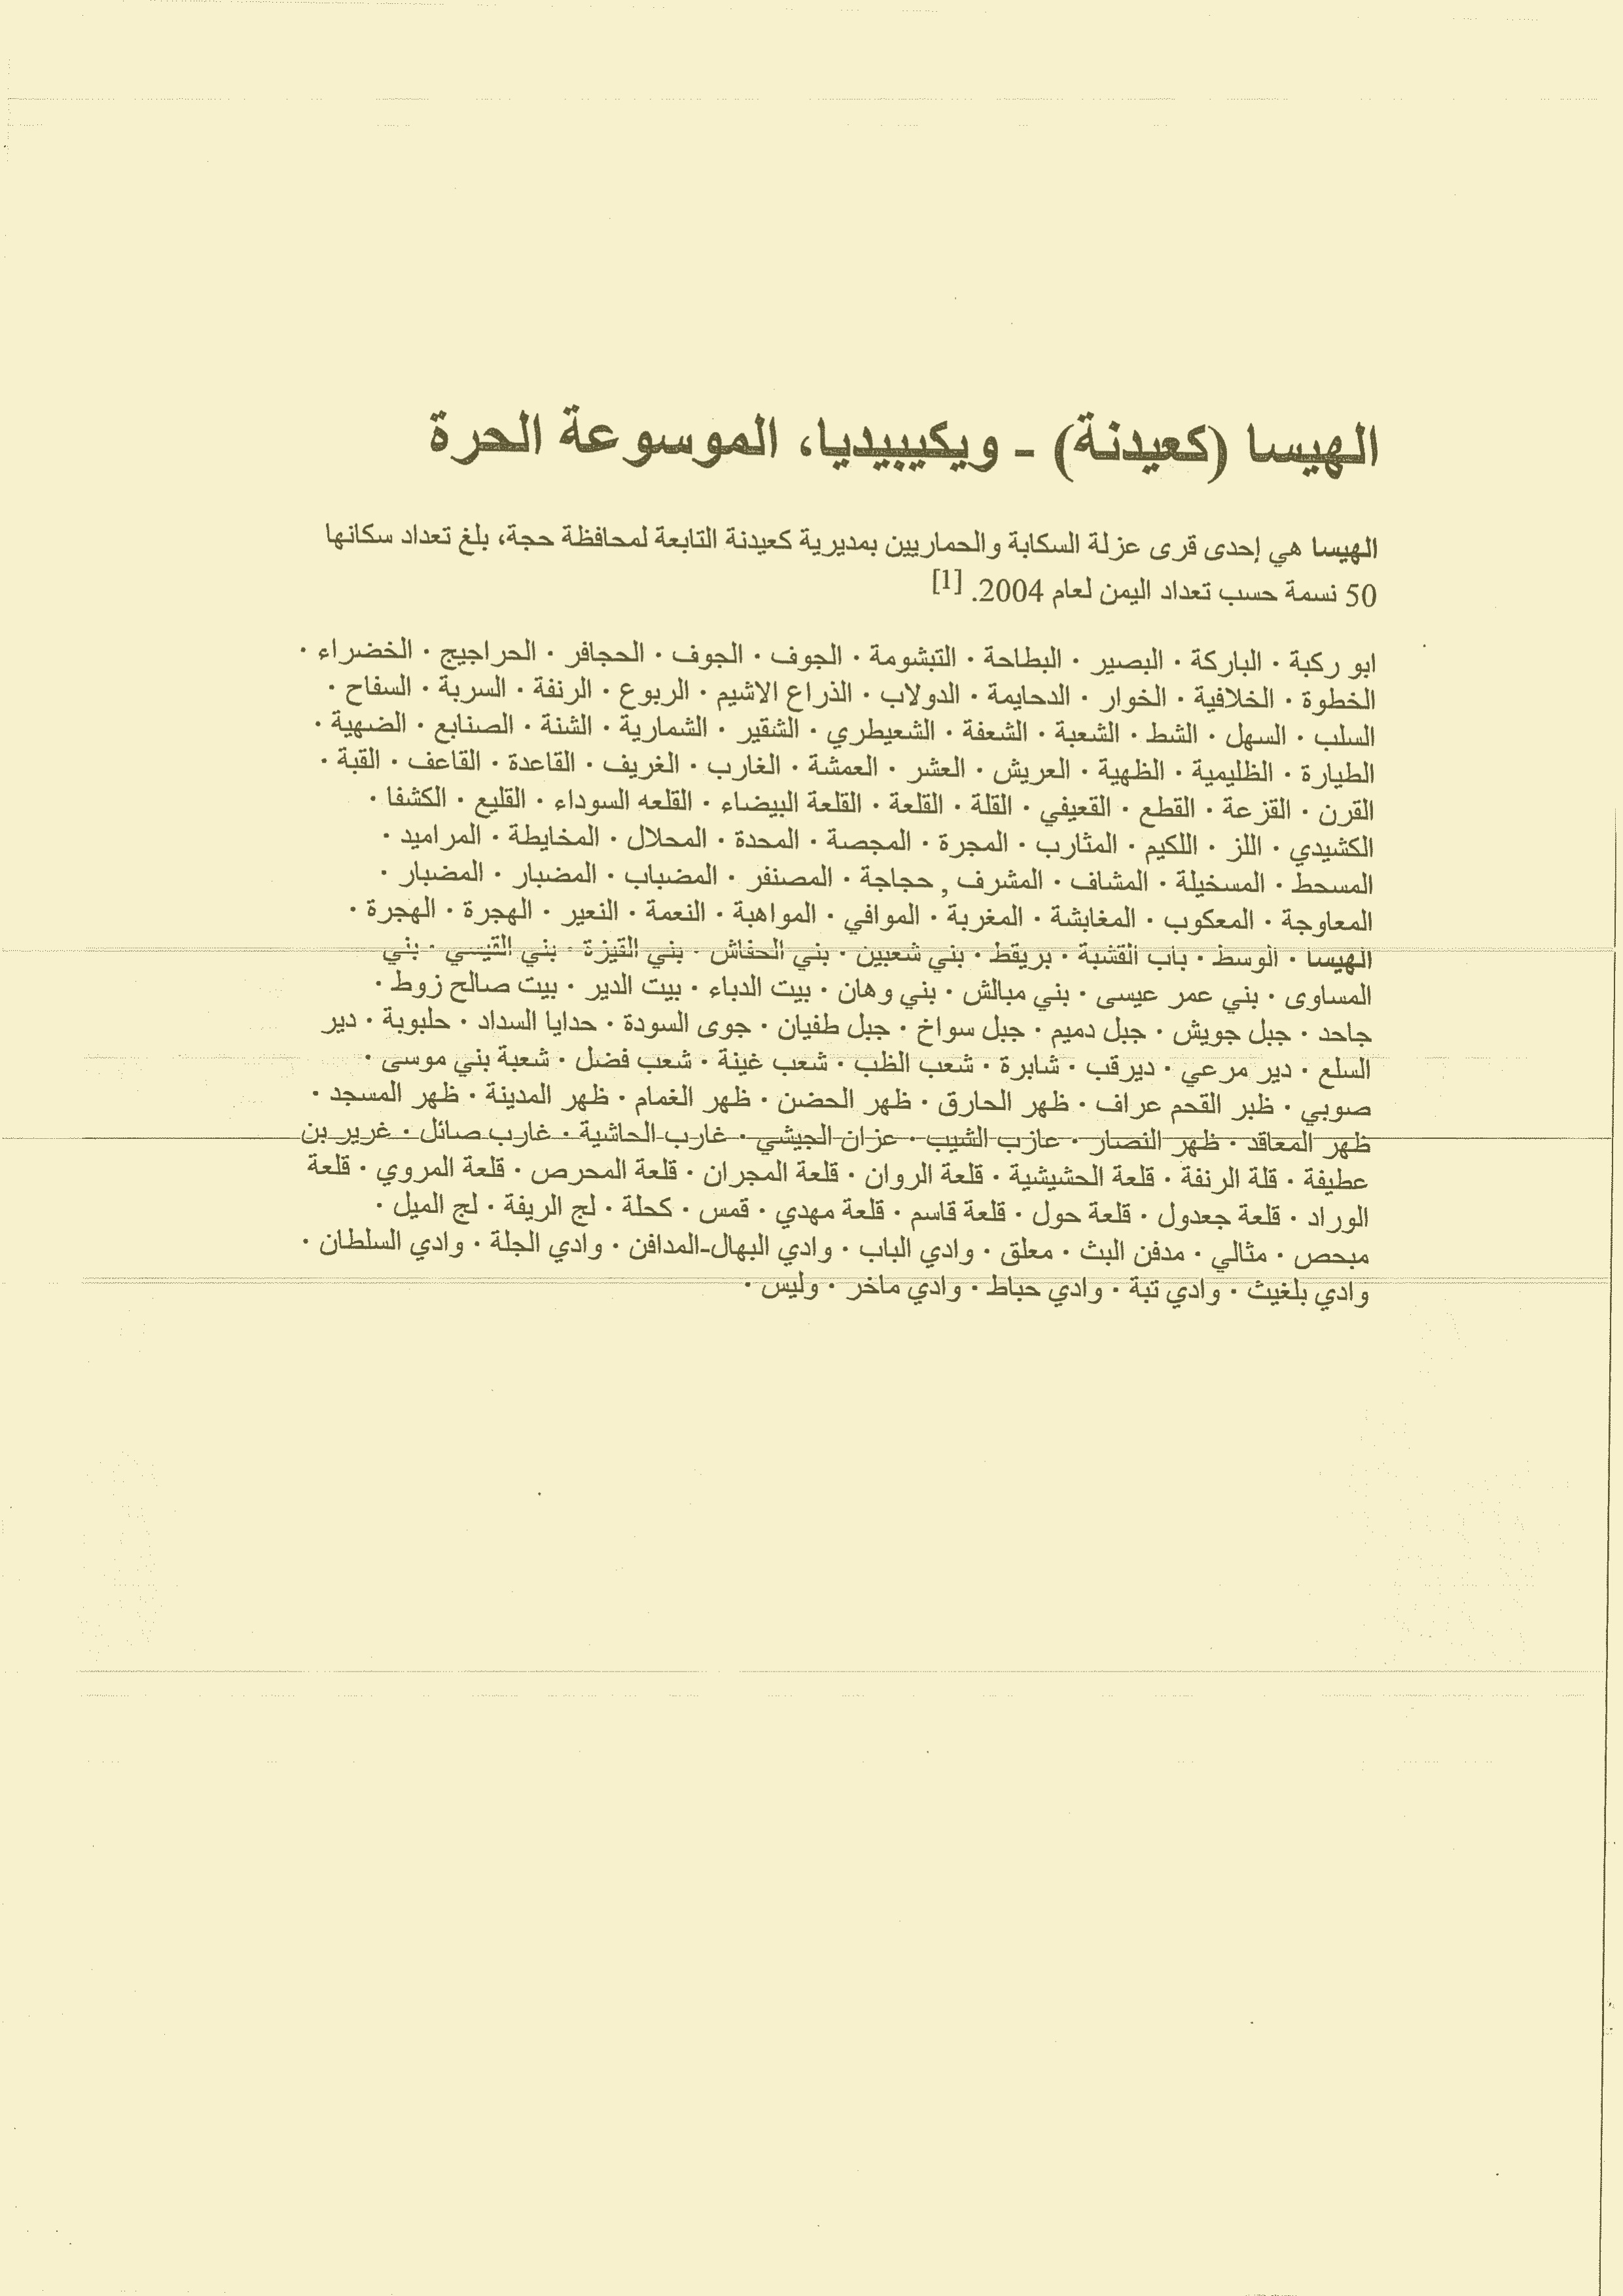 الهيسا (كعيدنة) - ويكيبيديا، الموسوعة الحرة
الهيسا هي إحدى قرى عزلة السكابة والحماريين بمديرية كعيدنة التابعة لمحافظة حجة، بلغ تعداد سكانها
50 نسمة حسب تعداد اليمن لعام 2004. [1]
ابو ركبة · الباركة · البصير · البطاحة · التبشومة · الجوف · الجوف · الحجافر · الحراجيج · الخضراء ·
الخطوة · الخلافية · الخوار · الدحايمة · الدولاب · الذراع الاشيم · الربوع · الرنفة · السربة · السفاح ·
السلب · السهل · الشط · الشعبة · الشعفة · الشعيطري · الشقير · الشمارية · الشنة · الصنابع · الضهية ·
الطيارة · الظليمية · الظهية · العريش · العشر · العمشة · الغارب · الغريف · القاعدة · القاعف · القبة ·
القرن · القزعة · القطع · القعيفي · القلة · القلعة · القلعة البيضاء · القلعه السوداء · القليع · الكشفا ·
الكشيدي · اللز · اللكيم · المثارب · المجرة · المجصة · المحدة · المحلال · المخايطة · المراميد ·
المسحط · المسخيلة · المشاف · المشرف , حجاجة · المصنفر · المضباب · المضبار · المضبار ·
المعاوجة · المعكوب · المغابشة · المغربة · الموافي · المواهبة · النعمة · النعير · الهجرة · الهجرة ·
الهيسا · الوسط · باب القشبة · بريقط · بني شعبين · بني الحفاش · بني القيزة · بني القيسي · بني
المساوى · بني عمر عيسى · بني مبالش · بني وهان · بيت الدباء · بيت الدير · بيت صالح زوط ·
جاحد · جبل جويش · جبل دميم · جبل سواخ · جبل طفيان · جوى السودة · حدايا السداد · حلبوبة · دير
السلع · دير مرعي · ديرقب · شابرة · شعب الظب · شعب غينة · شعب فضل · شعبة بني موسى ·
صوبي · ظبر القحم عراف · ظهر الحارق · ظهر الحضن · ظهر الغمام · ظهر المدينة · ظهر المسجد ·
ظهر المعاقد · ظهر النصار · عازب الشيب · عزان الجيشي · غارب الحاشية · غارب صائل · غرير بن
عطيفة · قلة الرنفة · قلعة الحشيشية · قلعة الروان · قلعة المجران · قلعة المحرص · قلعة المروي · قلعة
الوراد · قلعة جعدول · قلعة حول · قلعة قاسم · قلعة مهدي · قمس · كحلة · لج الريفة · لج الميل ·
مبحص · مثالي · مدفن البث · معلق · وادي الباب · وادي البهال-المدافن · وادي الجلة · وادي السلطان ·
وادي بلغيث · وادي تبة · وادي حباط · وادي ماخر · وليس ·